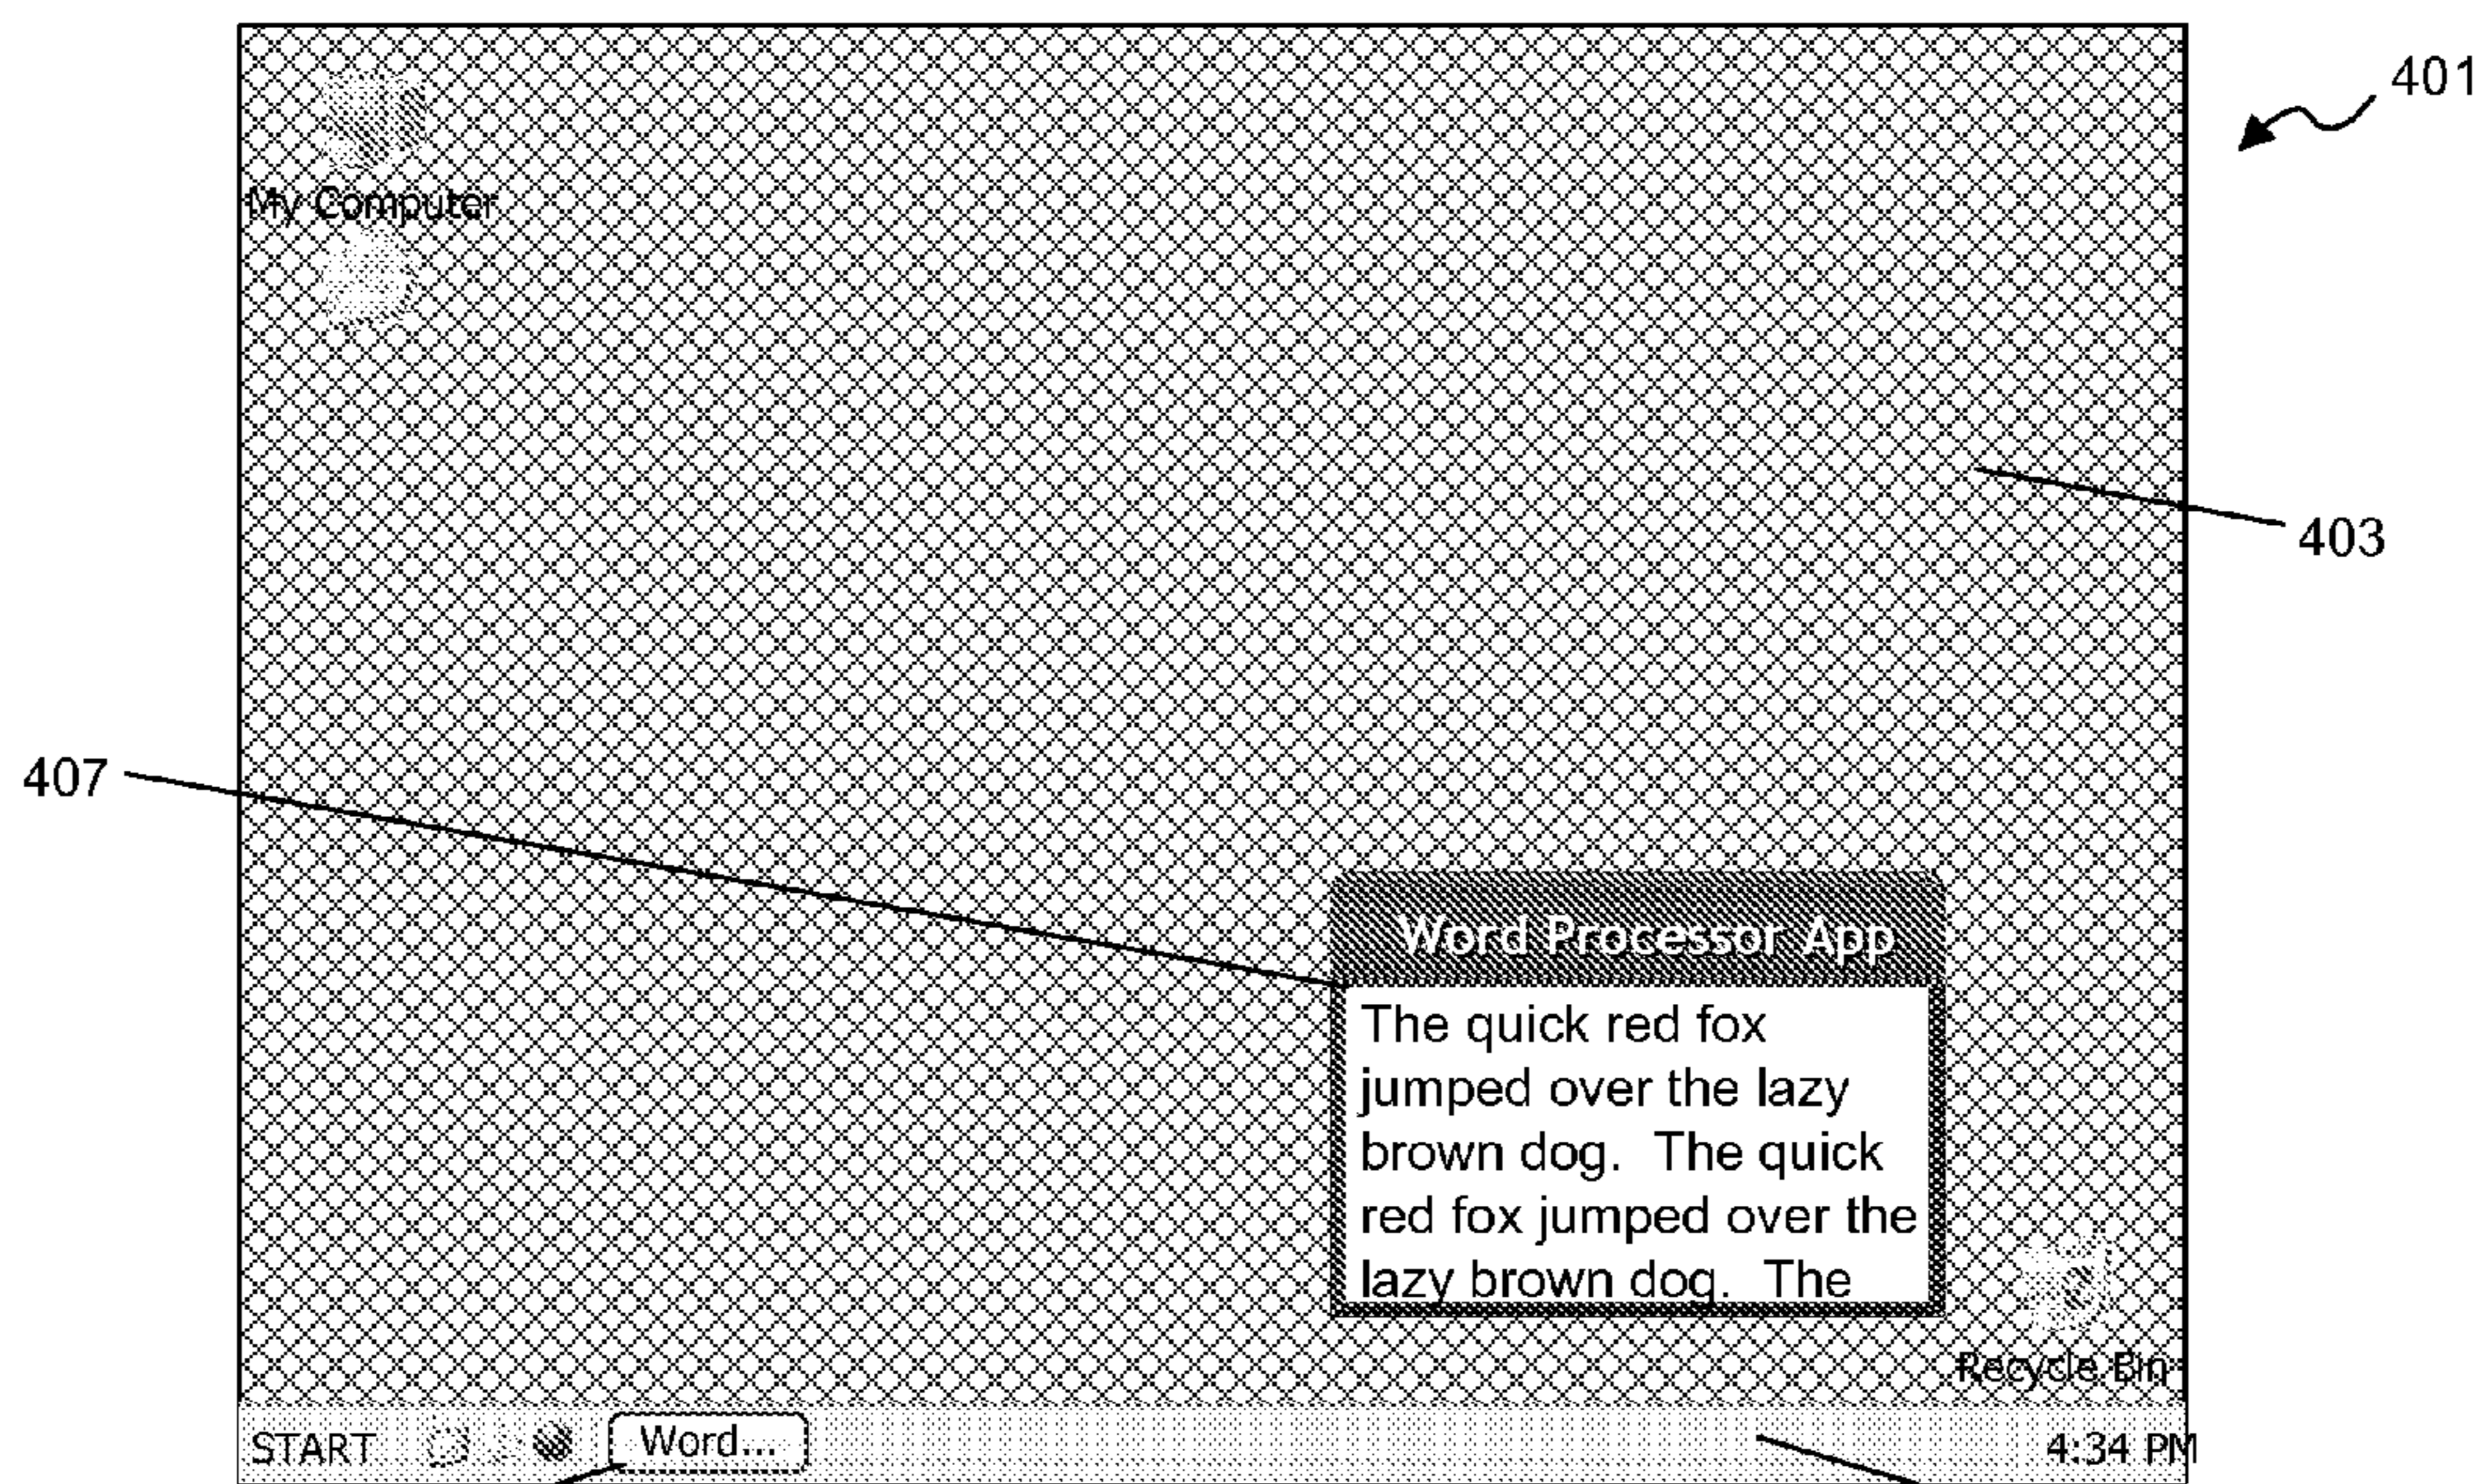 401
My Computer
403
407
Word Processor App
The quick red fox
jumped over the lazy
brown dog.  The quick
red fox jumped over the
lazy brown dog.  The
Recycle Bin
START
Word...
4:34 PM